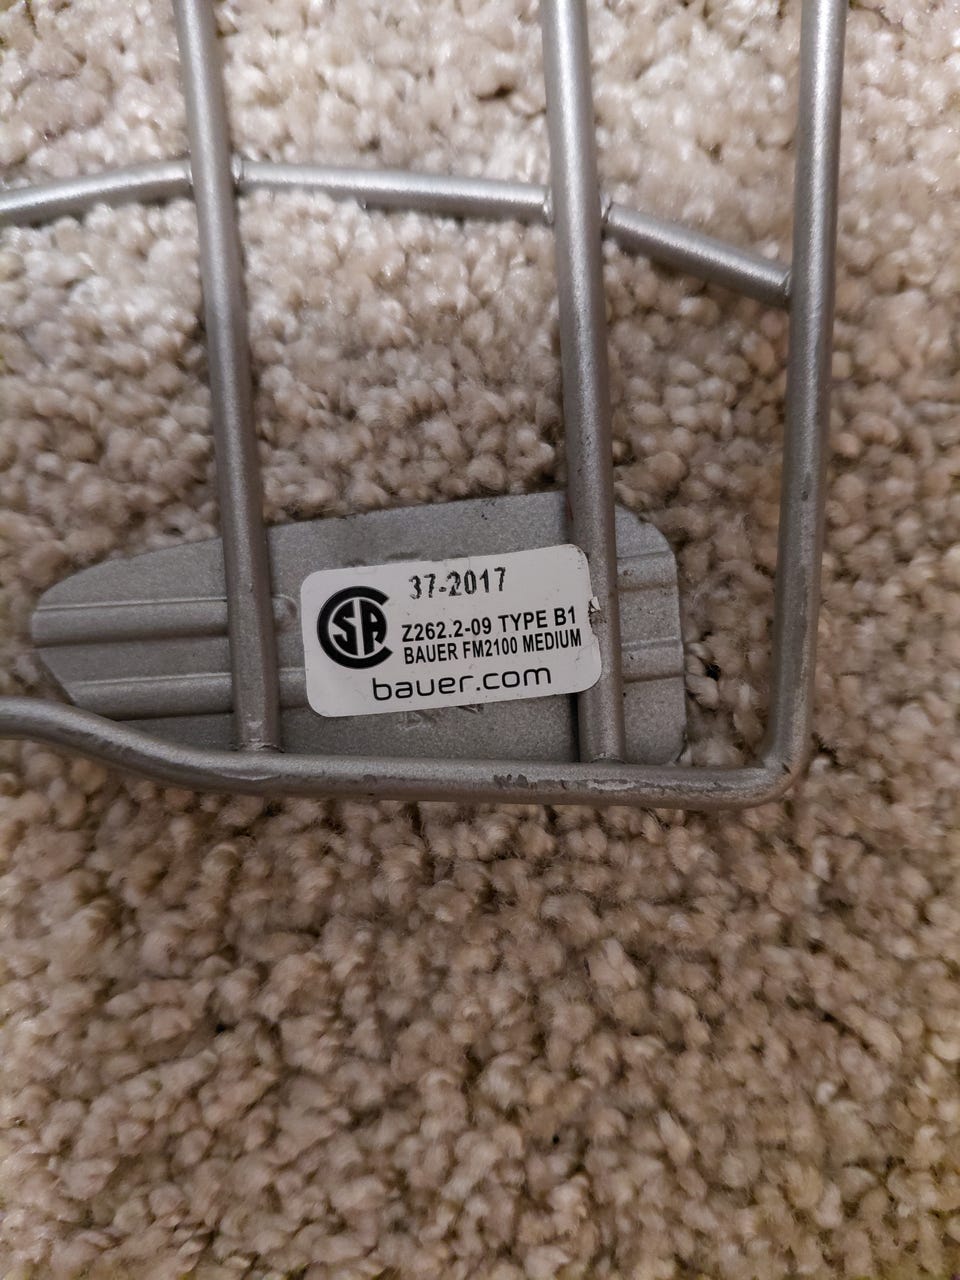 37-2017
CSA
Z262.2-09 TYPE B1
BAUER FM2100 MEDIUM
bauer.com